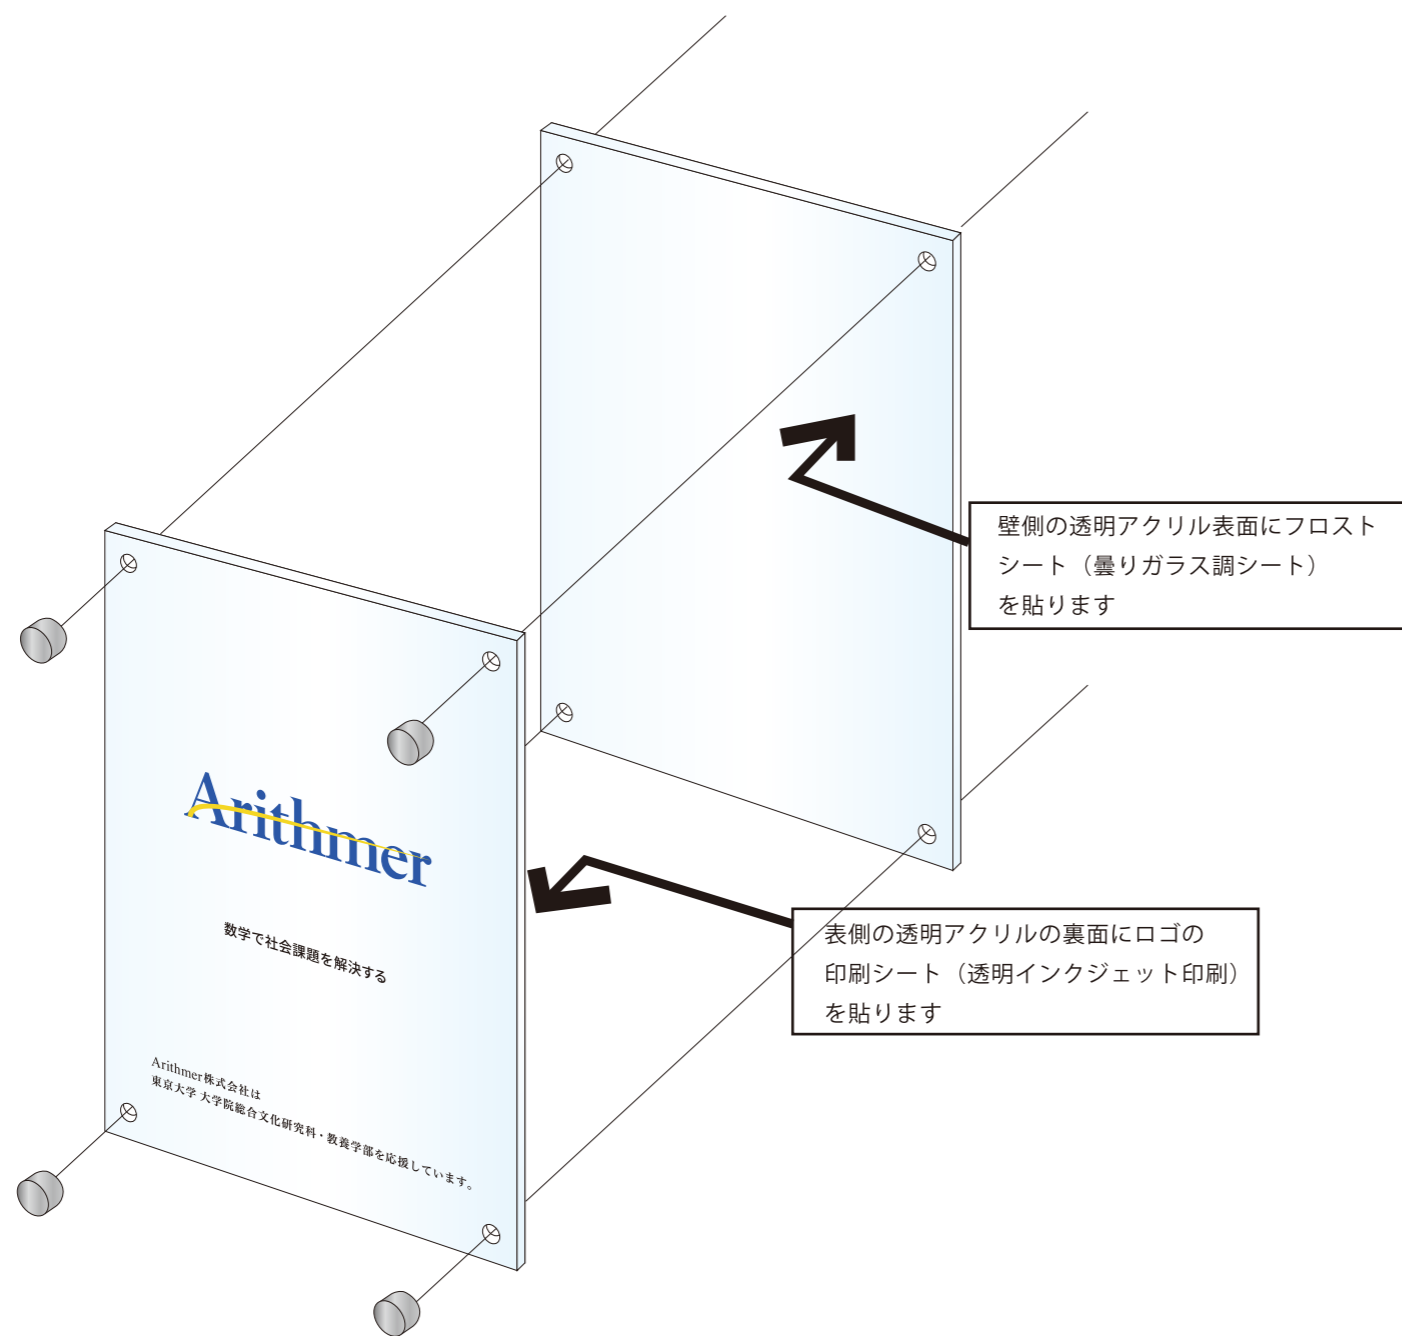 壁側の透明アクリル表面にフロスト
シート（曇りガラス調シート）
を貼ります
Arithmer
数学で社会課題を解決する
表側の透明アクリルの裏面にロゴの
印刷シート（透明インクジェット印刷）
を貼ります
Arithmer株式会社は
東京大学 大学院総合文化研究科・教養学部を応援しています。